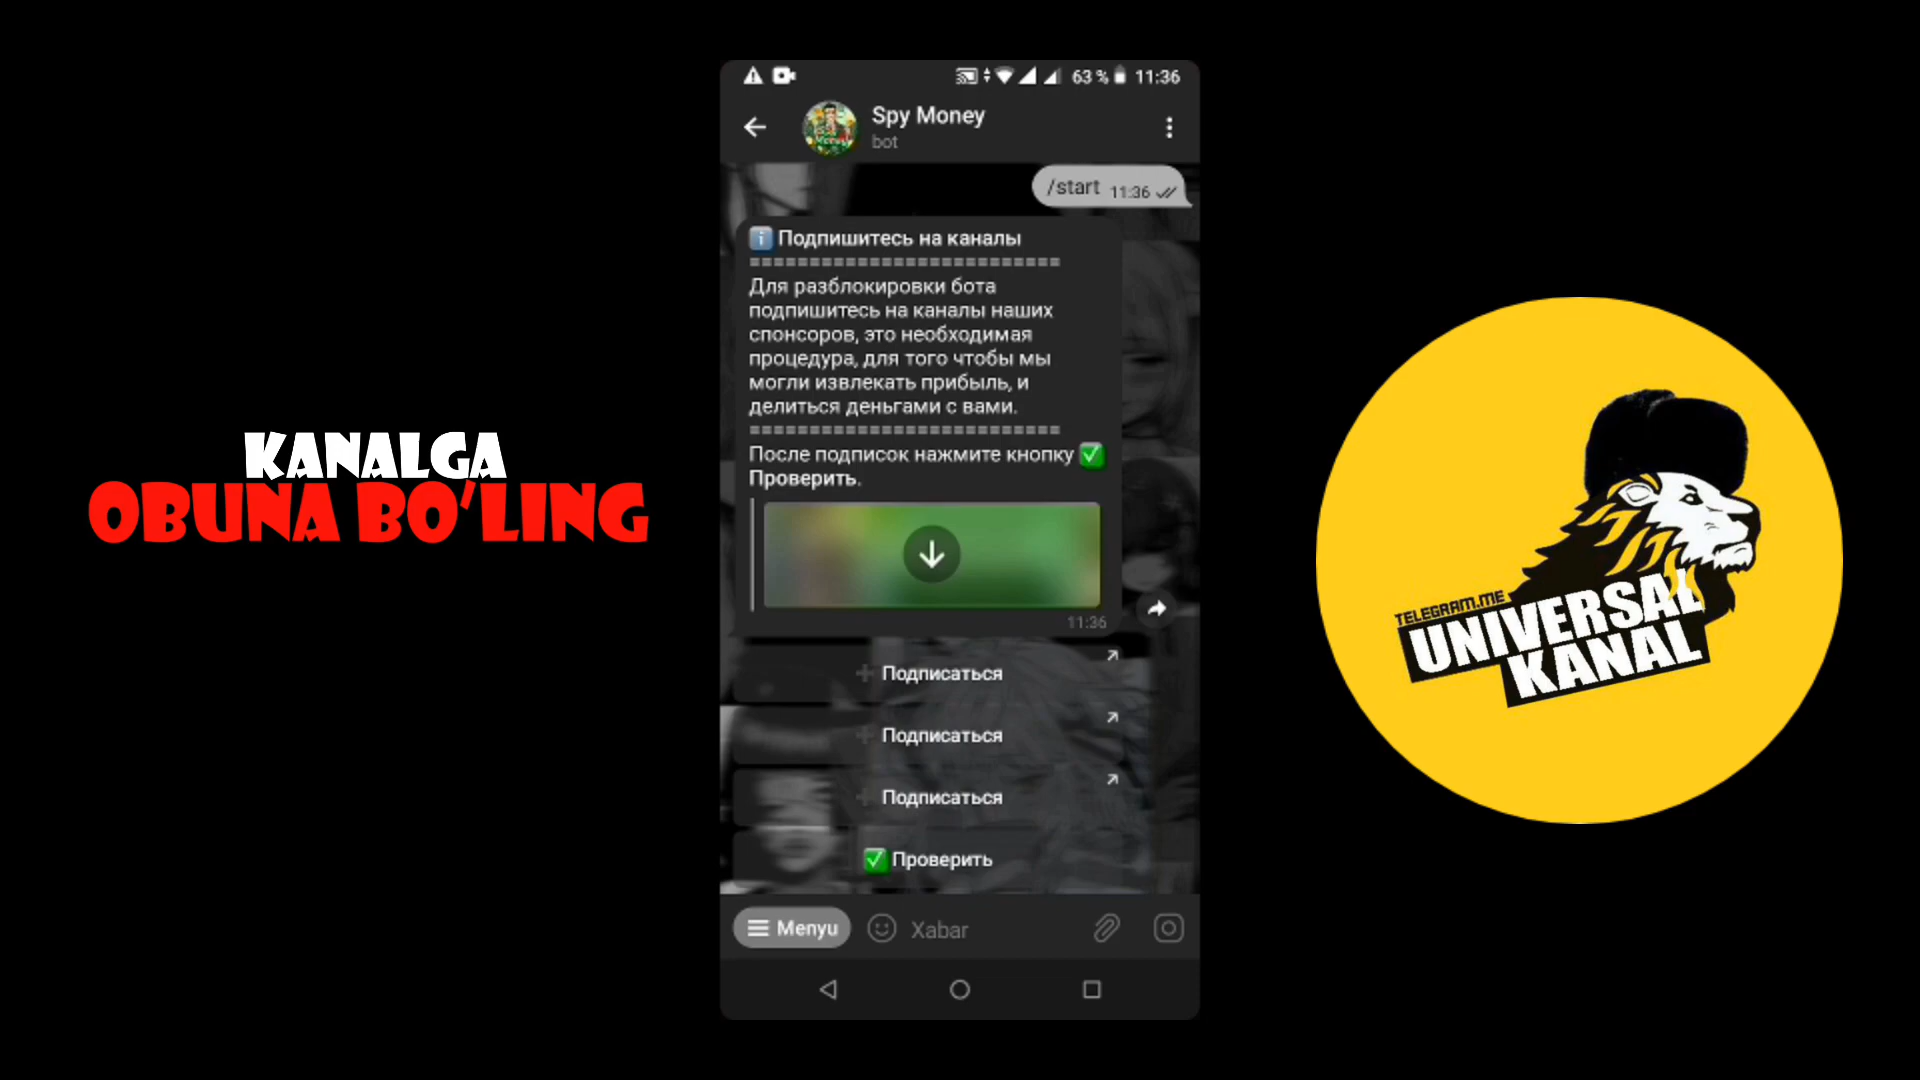 KANALGA
OBUNA BO'LING
63 % 11:36
Spy Money
bot
/start 11:36
Подпишитесь на каналы
==========================
Для разблокировки бота
подпишитесь на каналы наших
спонсоров, это необходимая
процедура, для того чтобы мы
могли извлекать прибыль, и
делиться деньгами с вами.
==========================
После подписок нажмите кнопку ✅
Проверить.
11:36
Подписаться
Подписаться
Подписаться
✅ Проверить
Menyu
Xabar
TELEGRAM.ME
UNIVERSAL
KANAL